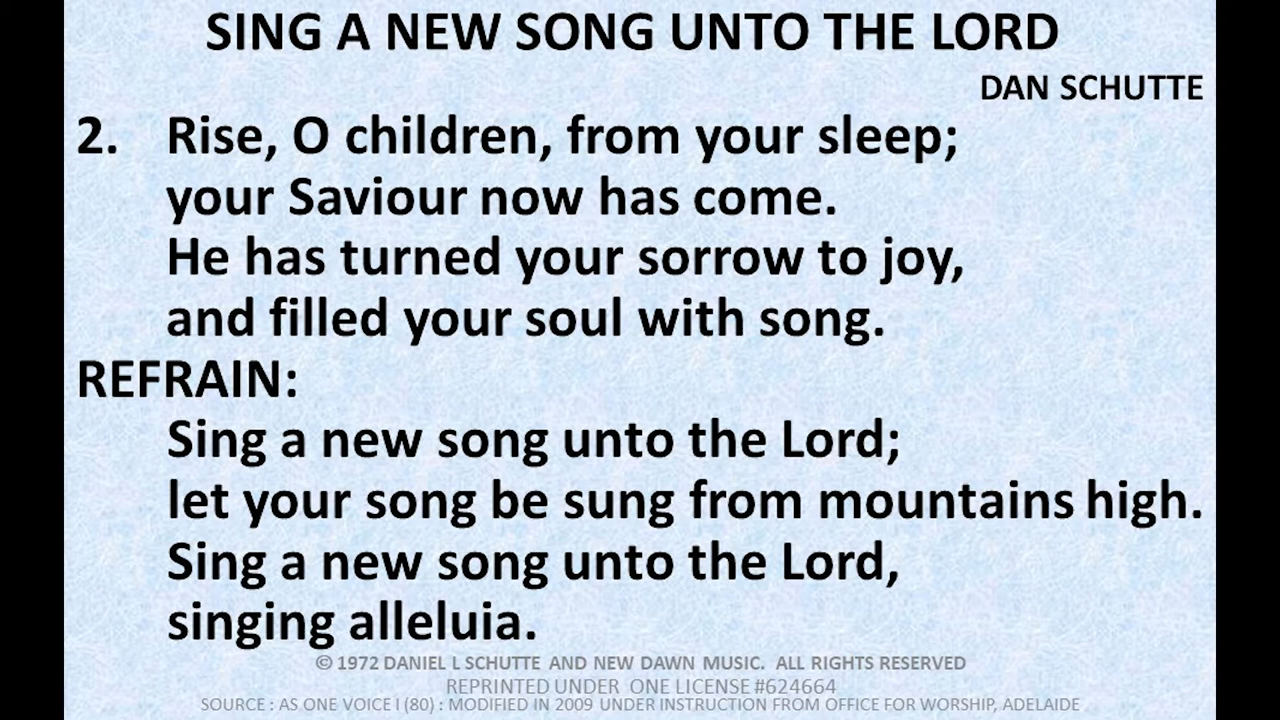 SING A NEW SONG UNTO THE LORD
DAN SCHUTTE
2. Rise, O children, from your sleep;
your Saviour now has come.
He has turned your sorrow to joy,
and filled your soul with song.
REFRAIN:
Sing a new song unto the Lord;
let your song be sung from mountains high.
Sing a new song unto the Lord,
singing alleluia.
© 1972 DANIEL L SCHUTTE AND NEW DAWN MUSIC. ALL RIGHTS RESERVED
REPRINTED UNDER ONE LICENSE #624664
SOURCE : AS ONE VOICE I (80) : MODIFIED IN 2009 UNDER INSTRUCTION FROM OFFICE FOR WORSHIP, ADELAIDE